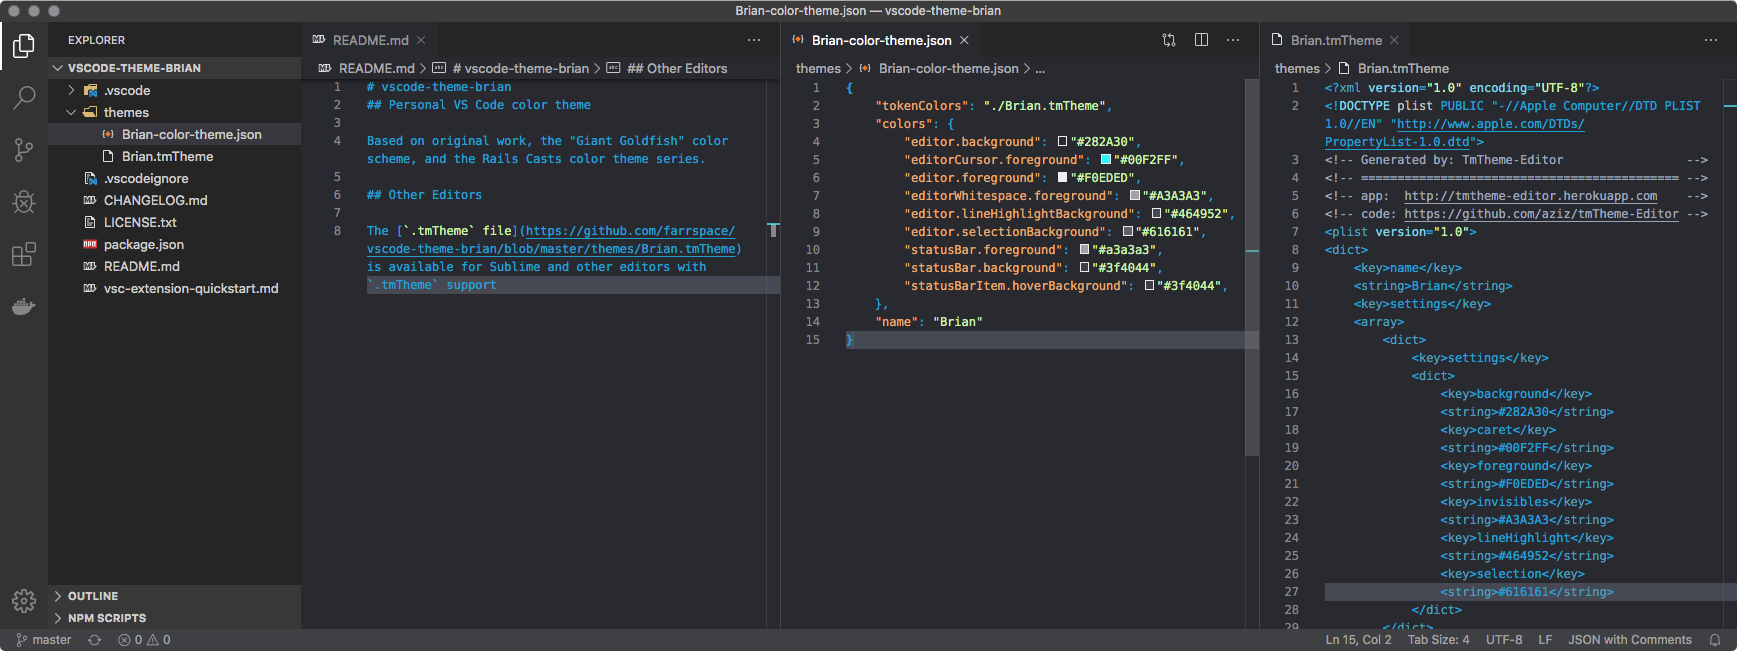 Brian-color-theme.json — vscode-theme-brian
EXPLORER
VSCODE-THEME-BRIAN
.vscode
themes
Brian-color-theme.json
Brian.tmTheme
.vscodeignore
CHANGELOG.md
LICENSE.txt
package.json
README.md
vsc-extension-quickstart.md
OUTLINE
NPM SCRIPTS
README.md
README.md > # vscode-theme-brian > ## Other Editors
1 # vscode-theme-brian
2 ## Personal VS Code color theme
3
4 Based on original work, the "Giant Goldfish" color
scheme, and the Rails Casts color theme series.
5
6 ## Other Editors
7
8 The [`.tmTheme` file](https://github.com/farrspace/
vscode-theme-brian/blob/master/themes/Brian.tmTheme)
is available for Sublime and other editors with
`.tmTheme` support
Brian-color-theme.json
themes > Brian-color-theme.json > ...
1 {
2 "tokenColors": "./Brian.tmTheme",
3 "colors": {
4 "editor.background": "#282A30",
5 "editorCursor.foreground": "#00F2FF",
6 "editor.foreground": "#F0EDED",
7 "editorWhitespace.foreground": "#A3A3A3",
8 "editor.lineHighlightBackground": "#464952",
9 "editor.selectionBackground": "#616161",
10 "statusBar.foreground": "#a3a3a3",
11 "statusBar.background": "#3f4044",
12 "statusBarItem.hoverBackground": "#3f4044",
13 },
14 "name": "Brian"
15 }
Brian.tmTheme
themes > Brian.tmTheme
1 <?xml version="1.0" encoding="UTF-8"?>
2 <!DOCTYPE plist PUBLIC "-//Apple Computer//DTD PLIST
1.0//EN" "http://www.apple.com/DTDs/
PropertyList-1.0.dtd">
3 <!-- Generated by: TmTheme-Editor -->
4 <!-- ============================================ -->
5 <!-- app: http://tmtheme-editor.herokuapp.com -->
6 <!-- code: https://github.com/aziz/tmTheme-Editor -->
7 <plist version="1.0">
8 <dict>
9 <key>name</key>
10 <string>Brian</string>
11 <key>settings</key>
12 <array>
13 <dict>
14 <key>settings</key>
15 <dict>
16 <key>background</key>
17 <string>#282A30</string>
18 <key>caret</key>
19 <string>#00F2FF</string>
20 <key>foreground</key>
21 <string>#F0EDED</string>
22 <key>invisibles</key>
23 <string>#A3A3A3</string>
24 <key>lineHighlight</key>
25 <string>#464952</string>
26 <key>selection</key>
27 <string>#616161</string>
28 </dict>
29 </dict>
master 0 0
Ln 15, Col 2 Tab Size: 4 UTF-8 LF JSON with Comments